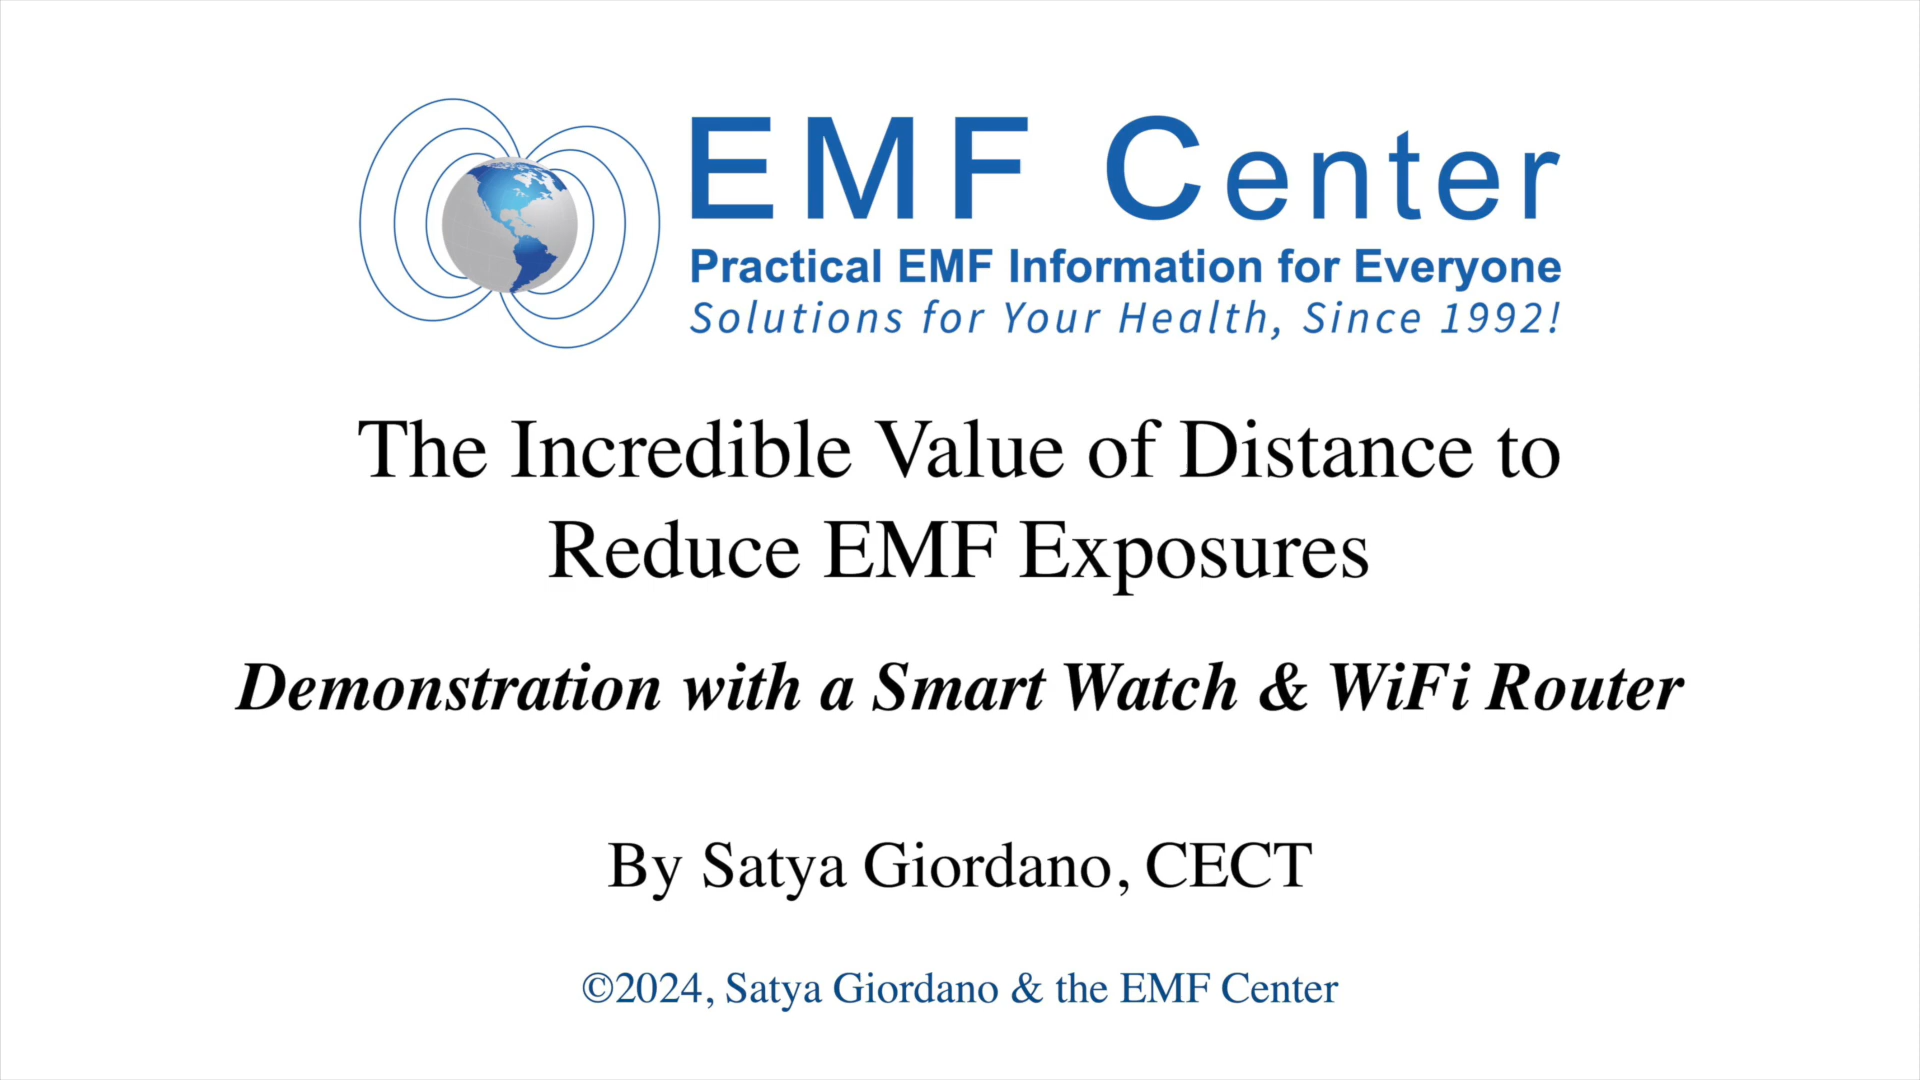 EMF Center
Practical EMF Information for Everyone
Solutions for Your Health, Since 1992!
The Incredible Value of Distance to
Reduce EMF Exposures
Demonstration with a Smart Watch & WiFi Router
By Satya Giordano, CECT
©2024, Satya Giordano & the EMF Center